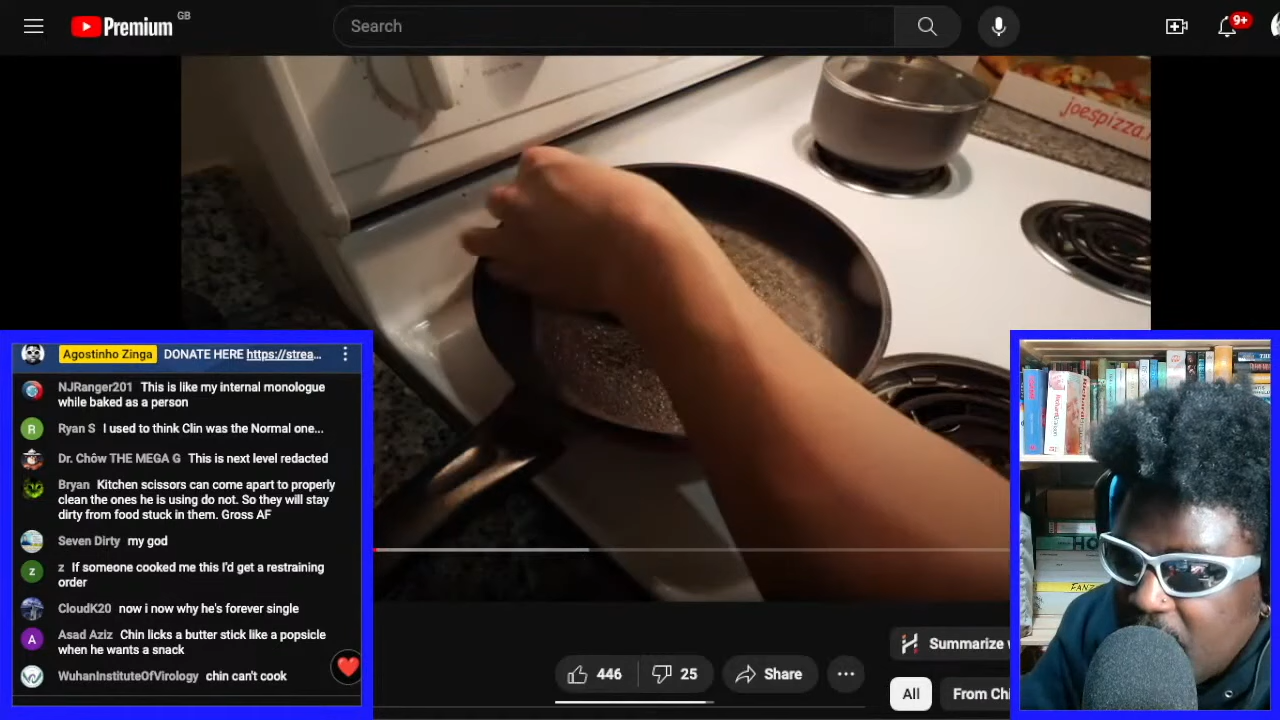 Premium GB
Search
9+
joespizza.
Agostinho Zinga DONATE HERE https://strea...
NJRanger201 This is like my internal monologue
while baked as a person
Ryan S I used to think Clin was the Normal one...
Dr. Chôw THE MEGA G This is next level redacted
Bryan Kitchen scissors can come apart to properly
clean the ones he is using do not. So they will stay
dirty from food stuck in them. Gross AF
Seven Dirty my god
z If someone cooked me this I'd get a restraining
order
CloudK20 now i now why he's forever single
Asad Aziz Chin licks a butter stick like a popsicle
when he wants a snack
WuhanInstituteOfVirology chin can't cook
Summarize
446
25
Share
All
From Chi